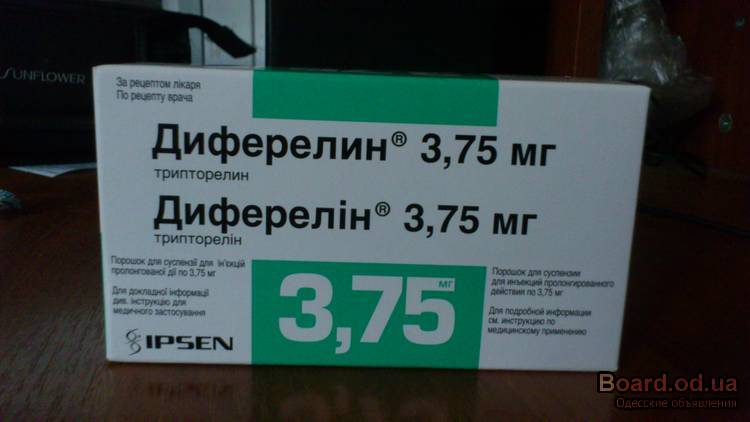 SUNFLOWER
За рецептом лікаря
По рецепту врача
Диферелин® 3,75 мг
трипторелин
Диферелін® 3,75 мг
трипторелін
Порошок для суспензії для ін'єкцій
пролонгованої дії по 3,75 мг
Для докладної інформації
див. інструкцію для
медичного застосування
IPSEN
3,75 мг
Порошок для суспензии
для инъекций пролонгированного
действия по 3,75 мг
Для подробной информации
см. инструкцию по
медицинскому применению
Board.od.ua
Одесские объявления